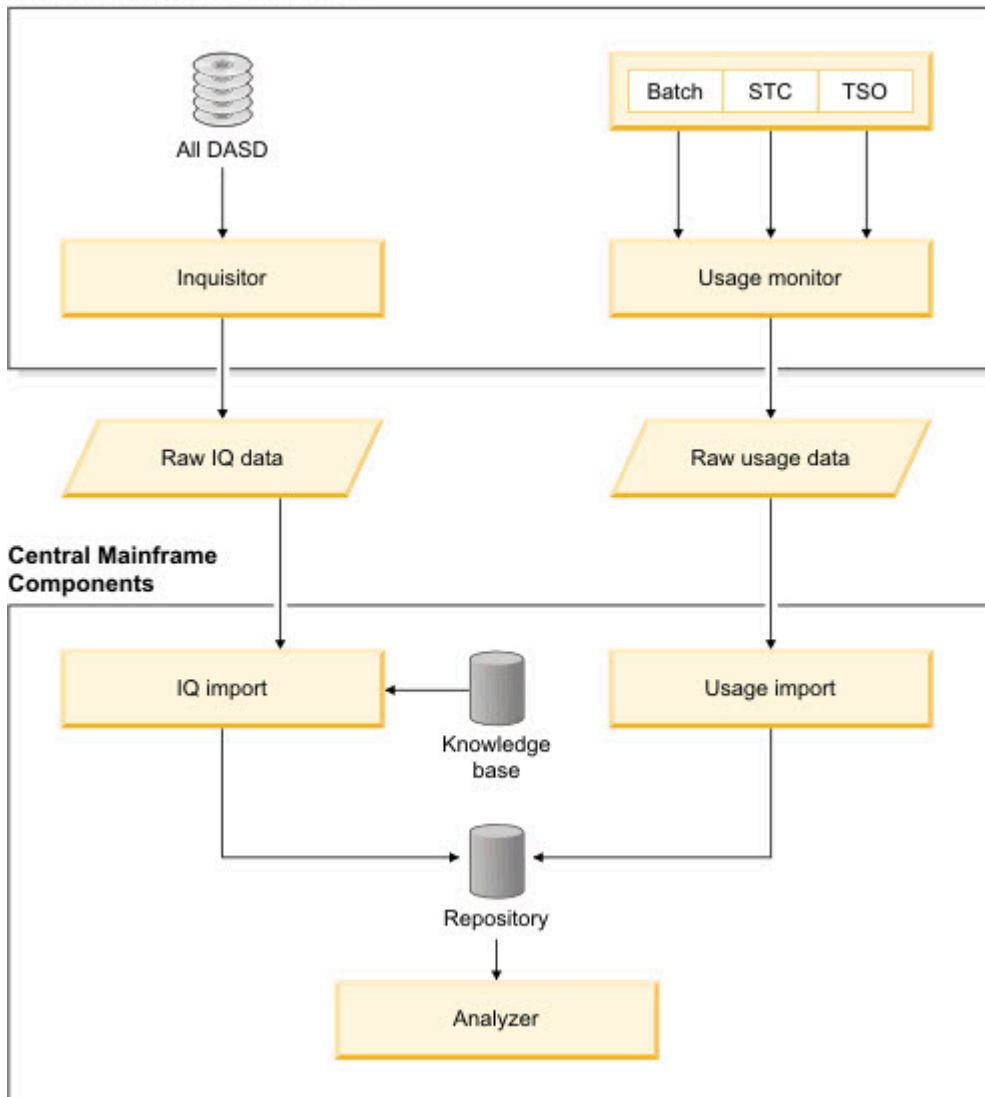 Batch STC TSO
All DASD
Inquisitor
Usage monitor
Raw IQ data
Raw usage data
Central Mainframe
Components
IQ import
Usage import
Knowledge
base
Repository
Analyzer